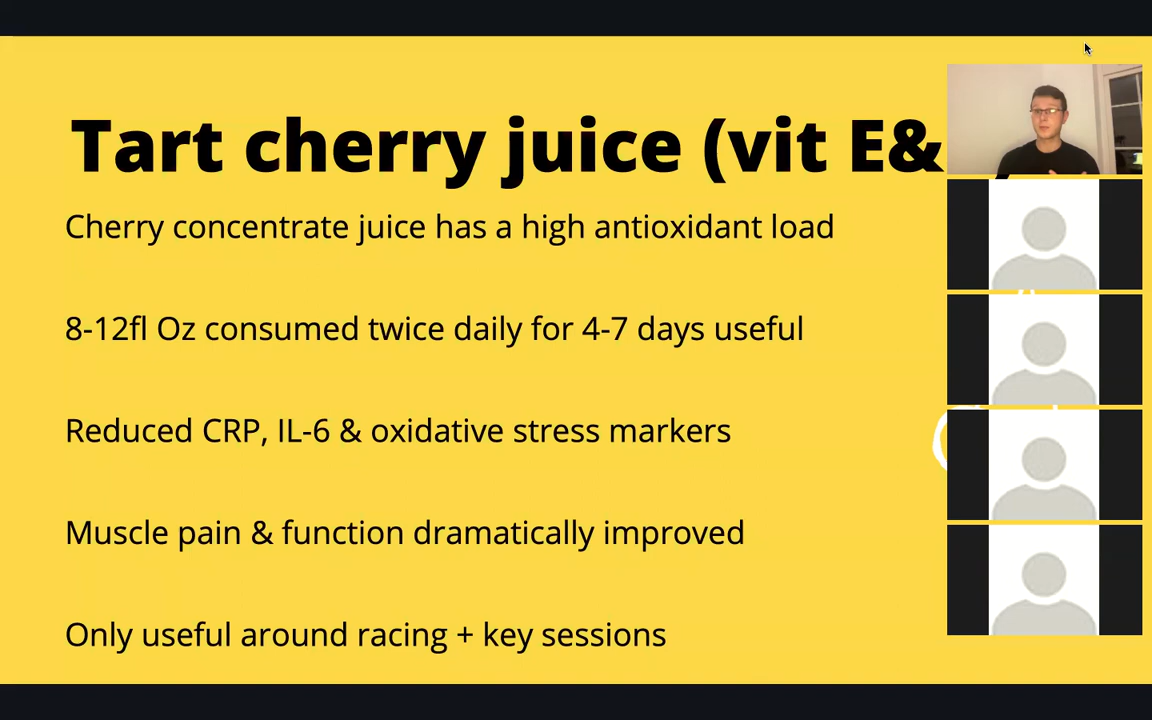 Tart cherry juice (vit E&
Cherry concentrate juice has a high antioxidant load
8-12fl Oz consumed twice daily for 4-7 days useful
Reduced CRP, IL-6 & oxidative stress markers
Muscle pain & function dramatically improved
Only useful around racing + key sessions